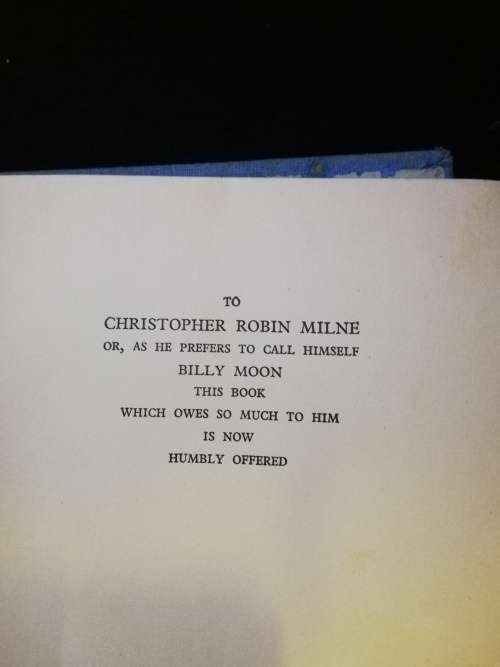 TO
CHRISTOPHER ROBIN MILNE
OR, AS HE PREFERS TO CALL HIMSELF
BILLY MOON
THIS BOOK
WHICH OWES SO MUCH TO HIM
IS NOW
HUMBLY OFFERED